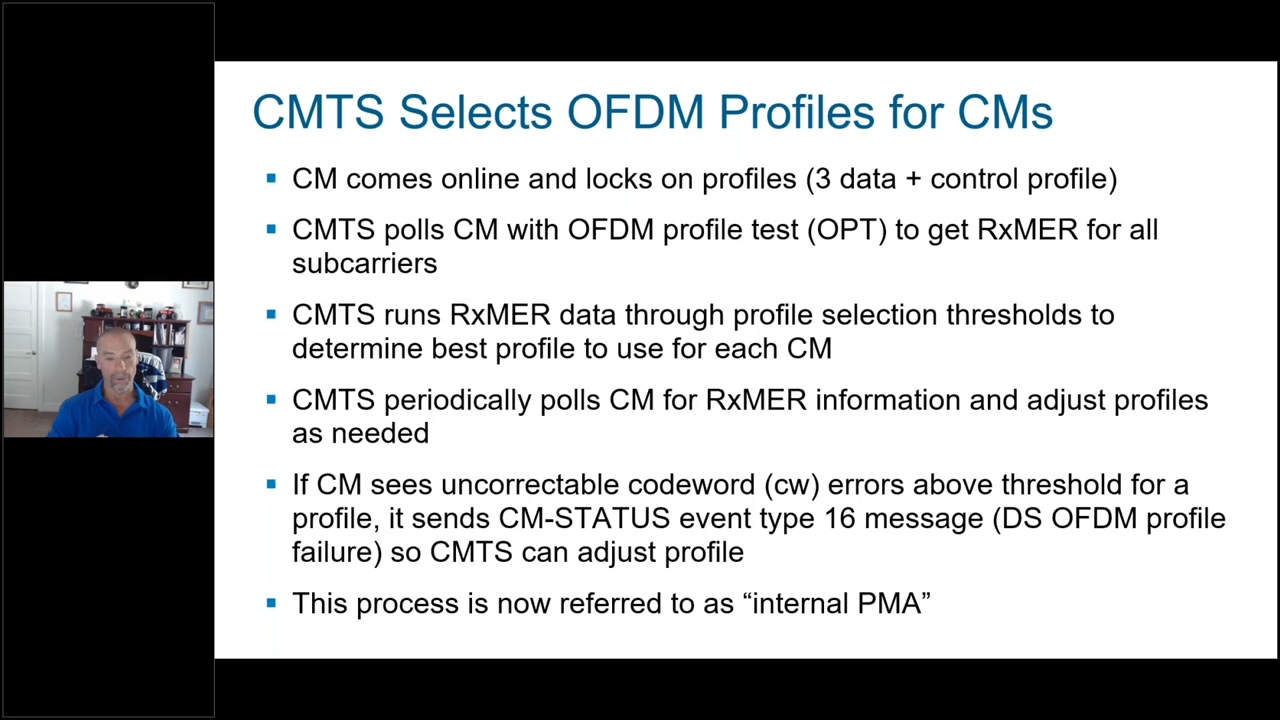 CMTS Selects OFDM Profiles for CMs
▪ CM comes online and locks on profiles (3 data + control profile)
▪ CMTS polls CM with OFDM profile test (OPT) to get RxMER for all
subcarriers
▪ CMTS runs RxMER data through profile selection thresholds to
determine best profile to use for each CM
▪ CMTS periodically polls CM for RxMER information and adjust profiles
as needed
▪ If CM sees uncorrectable codeword (cw) errors above threshold for a
profile, it sends CM-STATUS event type 16 message (DS OFDM profile
failure) so CMTS can adjust profile
▪ This process is now referred to as “internal PMA”